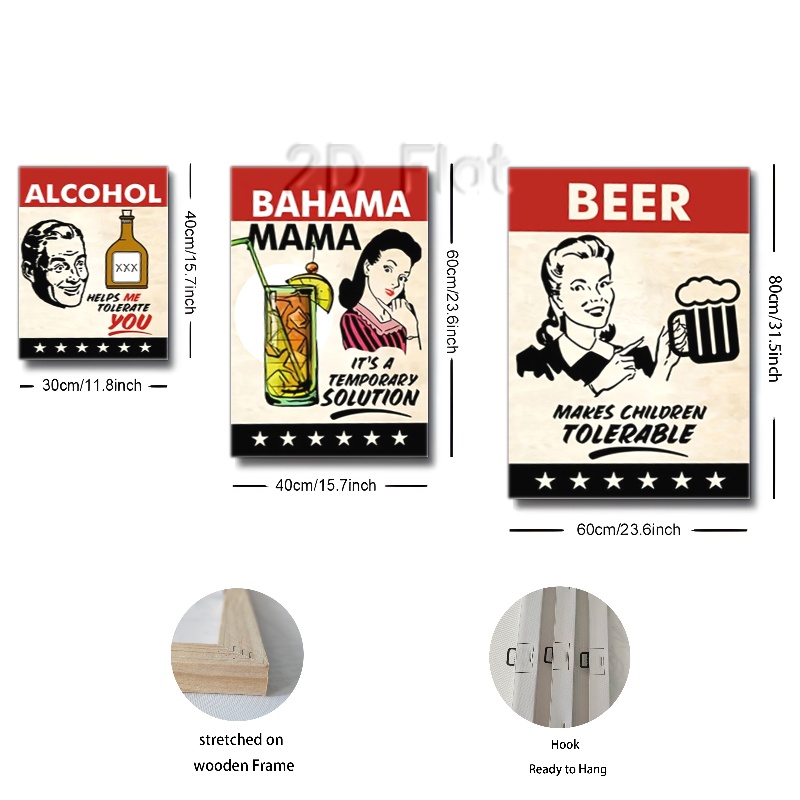 2D Flat
ALCOHOL
XXX
HELPS ME
TOLERATE
YOU
40cm/15.7inch
30cm/11.8inch
BAHAMA
MAMA
IT'S A
TEMPORARY
SOLUTION
60cm/23.6inch
40cm/15.7inch
BEER
MAKES CHILDREN
TOLERABLE
80cm/31.5inch
60cm/23.6inch
stretched on
wooden Frame
Hook
Ready to Hang